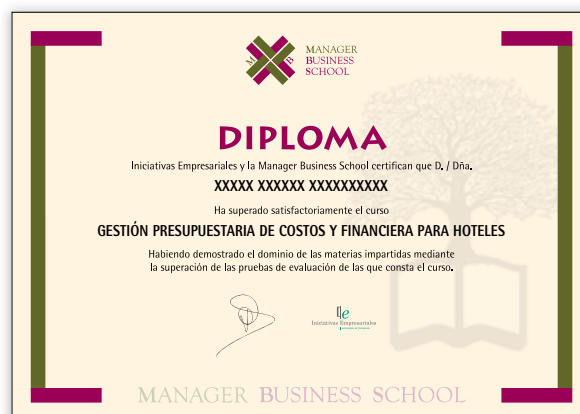 MANAGER
BUSINESS
SCHOOL
M B
DIPLOMA
Iniciativas Empresariales y la Manager Business School certifican que D. / Dña.
XXXXX XXXXXX XXXXXXXXXX
Ha superado satisfactoriamente el curso
GESTIÓN PRESUPUESTARIA DE COSTOS Y FINANCIERA PARA HOTELES
Habiendo demostrado el dominio de las materias impartidas mediante
la superación de las pruebas de evaluación de las que consta el curso.
Iniciativas Empresariales
MANAGER BUSINESS SCHOOL